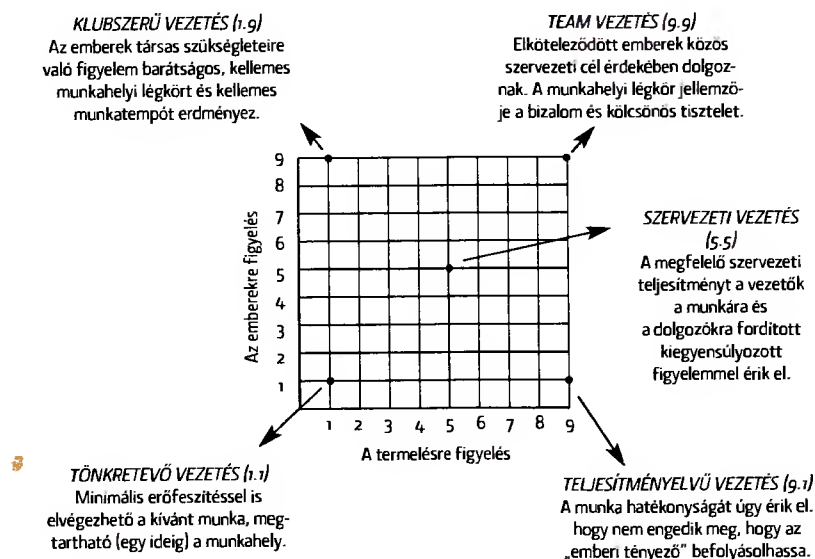 KLUBSZERŰ VEZETÉS (1.9)
Az emberek társas szükségleteire
való figyelem barátságos, kellemes
munkahelyi légkört és kellemes
munkatempót erdményez.
TEAM VEZETÉS (9.9)
Elköteleződött emberek közös
szervezeti cél érdekében dolgoz-
nak. A munkahelyi légkör jellemző-
je a bizalom és kölcsönös tisztelet.
Az emberekre figyelés
9
8
7
6
5
4
3
2
1
1 2 3 4 5 6 7 8 9
A termelésre figyelés
SZERVEZETI VEZETÉS
(5.5)
A megfelelő szervezeti
teljesítményt a vezetők
a munkára és
a dolgozókra fordított
kiegyensúlyozott
figyelemmel érik el.
TÖNKRETEVŐ VEZETÉS (1.1)
Minimális erőfeszítéssel is
elvégezhető a kívánt munka, meg-
tartható (egy ideig) a munkahely.
TELJESÍTMÉNYELVŰ VEZETÉS (9.1)
A munka hatékonyságát úgy érik el.
hogy nem engedik meg, hogy az
„emberi tényező” befolyásolhassa.